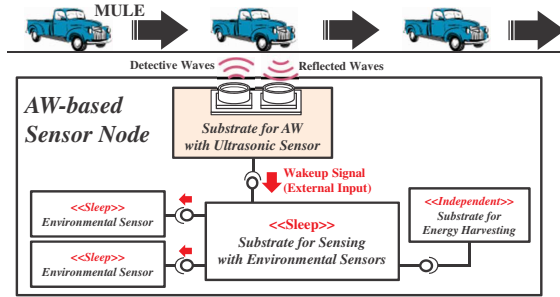 MULE
Detective Waves
Reflected Waves
AW-based
Sensor Node
Substrate for AW
with Ultrasonic Sensor
Wakeup Signal
(External Input)
<<Sleep>>
Environmental Sensor
<<Sleep>>
Substrate for Sensing
with Environmental Sensors
<<Independent>>
Substrate for
Energy Harvesting
<<Sleep>>
Environmental Sensor